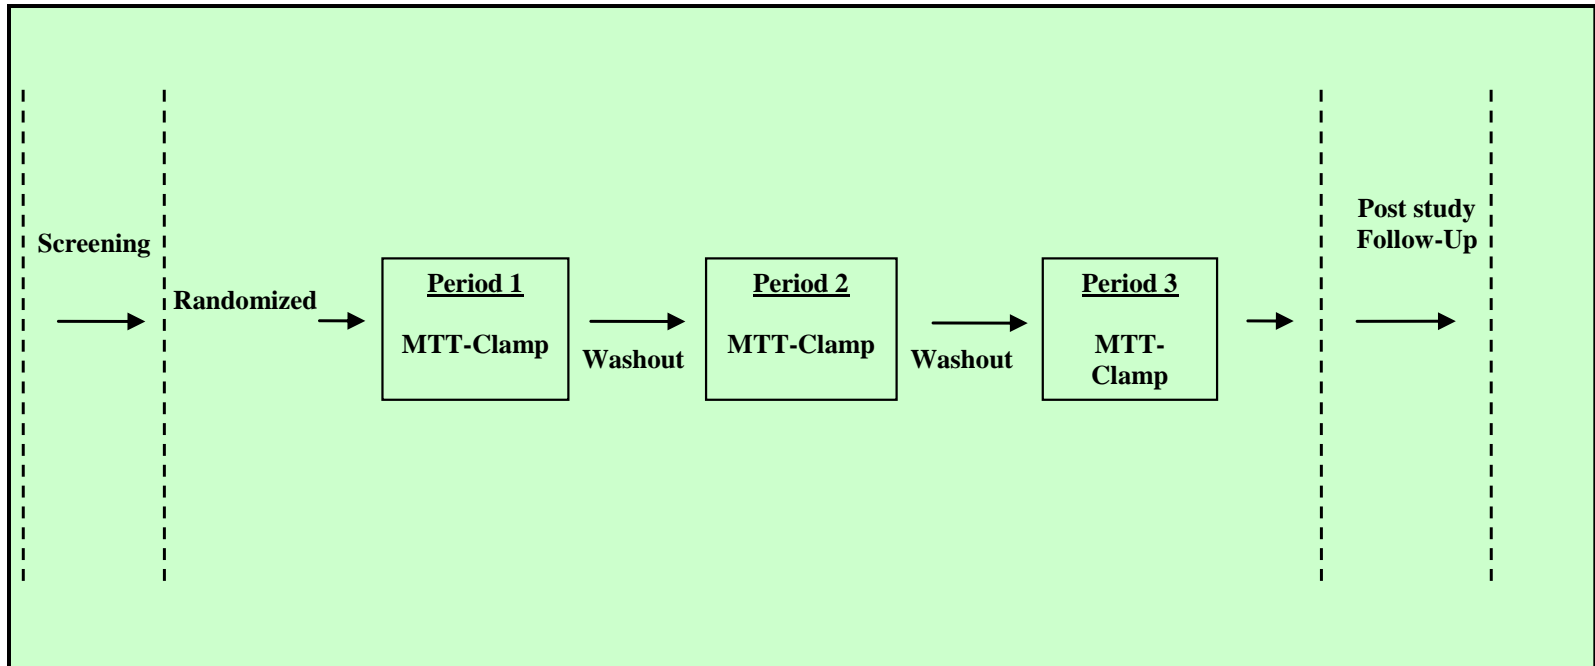 Screening
Randomized
Period 1
MTT-Clamp
Washout
Period 2
MTT-Clamp
Washout
Period 3
MTT-
Clamp
Post study
Follow-Up